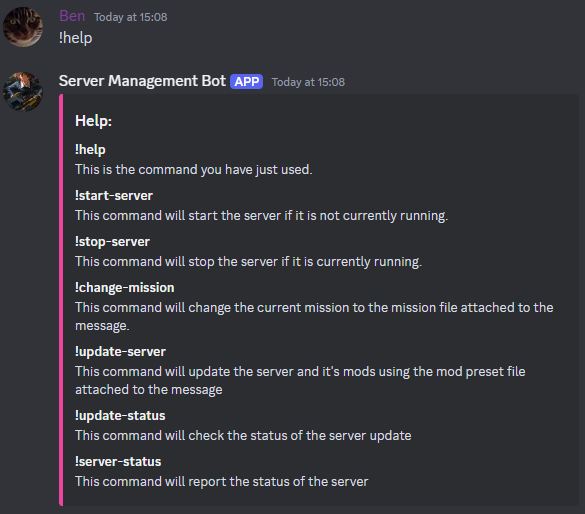 Ben Today at 15:08
!help
Server Management Bot APP Today at 15:08
Help:
!help
This is the command you have just used.
!start-server
This command will start the server if it is not currently running.
!stop-server
This command will stop the server if it is currently running.
!change-mission
This command will change the current mission to the mission file attached to the
message.
!update-server
This command will update the server and it's mods using the mod preset file
attached to the message
!update-status
This command will check the status of the server update
!server-status
This command will report the status of the server